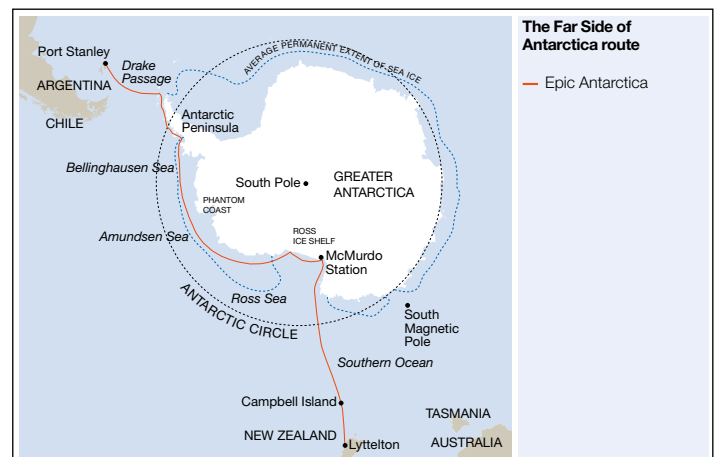 The Far Side of
Antarctica route
Epic Antarctica
Port Stanley
Drake
Passage
ARGENTINA
CHILE
AVERAGE PERMANENT EXTENT OF SEA ICE
Antarctic
Peninsula
Bellinghausen Sea
South Pole
GREATER
ANTARCTICA
PHANTOM
COAST
Amundsen Sea
ROSS
ICE SHELF
McMurdo
Station
Ross Sea
ANTARCTIC CIRCLE
South
Magnetic
Pole
Southern Ocean
Campbell Island
TASMANIA
NEW ZEALAND
Lyttelton
AUSTRALIA